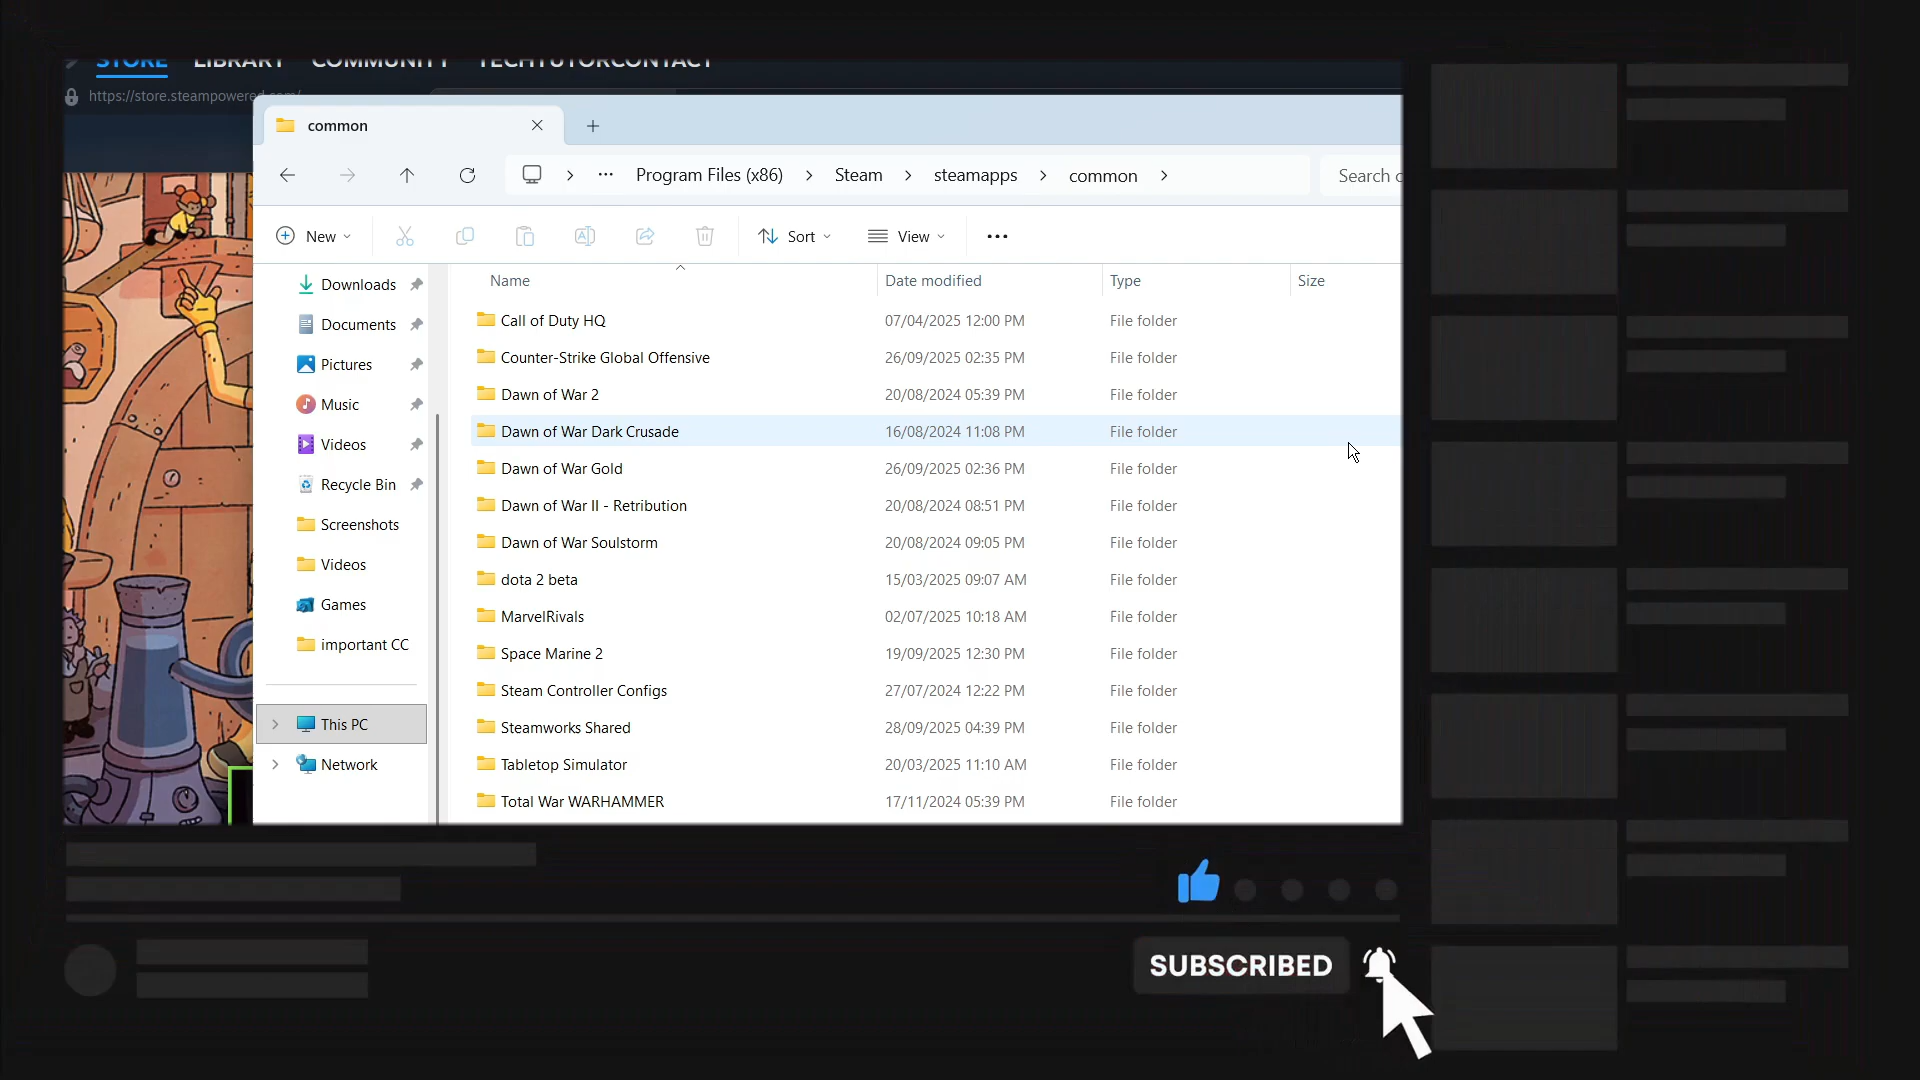 STORE LIBRARY COMMUNITY TECHTUTORCONTACT
https://store.steampowered.com/
common
Program Files (x86) Steam steamapps common
Search
New Sort View
Name Date modified Type Size
Downloads
Documents
Pictures
Music
Videos
Recycle Bin
Screenshots
Videos
Games
important CC
This PC
Network
Call of Duty HQ 07/04/2025 12:00 PM File folder
Counter-Strike Global Offensive 26/09/2025 02:35 PM File folder
Dawn of War 2 20/08/2024 05:39 PM File folder
Dawn of War Dark Crusade 16/08/2024 11:08 PM File folder
Dawn of War Gold 26/09/2025 02:36 PM File folder
Dawn of War II - Retribution 20/08/2024 08:51 PM File folder
Dawn of War Soulstorm 20/08/2024 09:05 PM File folder
dota 2 beta 15/03/2025 09:07 AM File folder
MarvelRivals 02/07/2025 10:18 AM File folder
Space Marine 2 19/09/2025 12:30 PM File folder
Steam Controller Configs 27/07/2024 12:22 PM File folder
Steamworks Shared 28/09/2025 04:39 PM File folder
Tabletop Simulator 20/03/2025 11:10 AM File folder
Total War WARHAMMER 17/11/2024 05:39 PM File folder
SUBSCRIBED